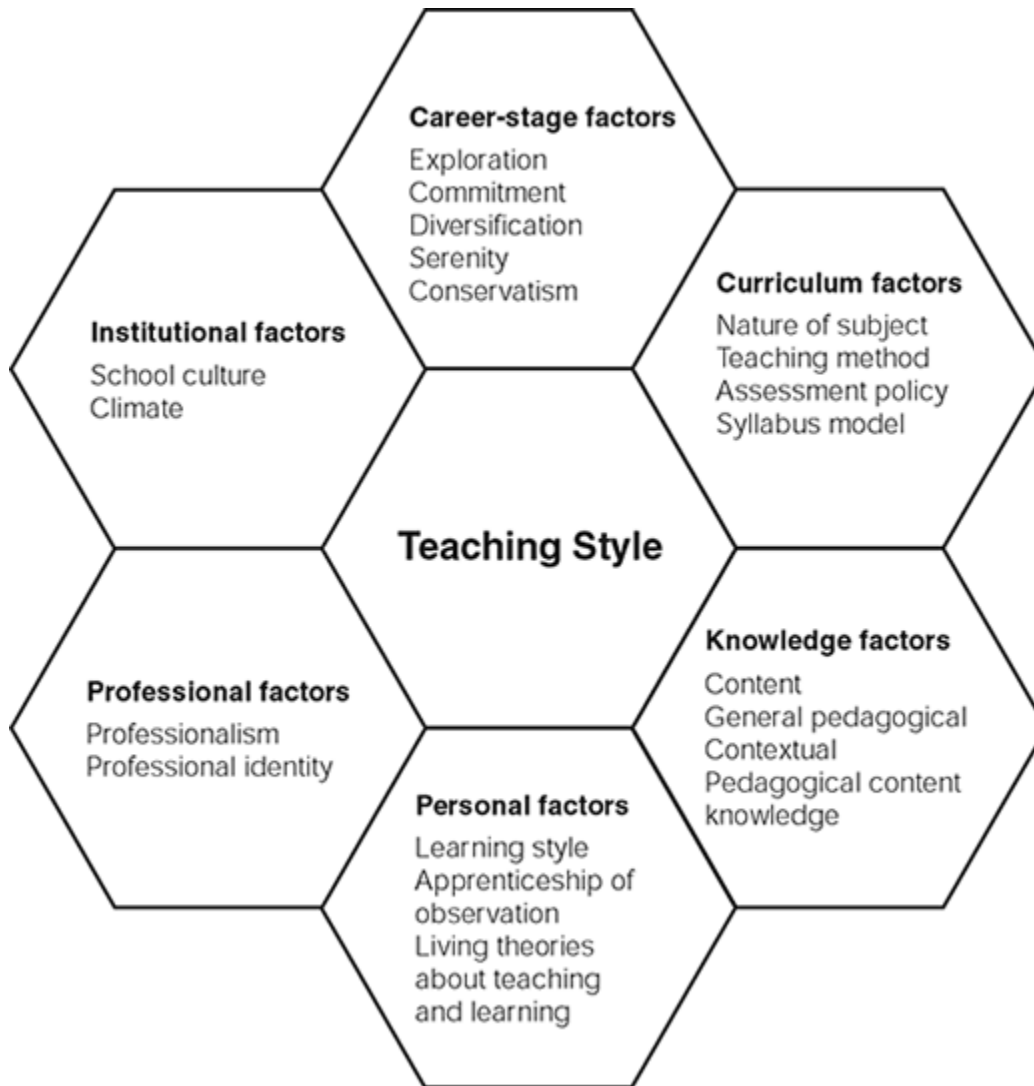 Career-stage factors
Exploration
Commitment
Diversification
Serenity
Conservatism
Institutional factors
School culture
Climate
Curriculum factors
Nature of subject
Teaching method
Assessment policy
Syllabus model
Teaching Style
Professional factors
Professionalism
Professional identity
Knowledge factors
Content
General pedagogical
Contextual
Pedagogical content
knowledge
Personal factors
Learning style
Apprenticeship of
observation
Living theories
about teaching
and learning